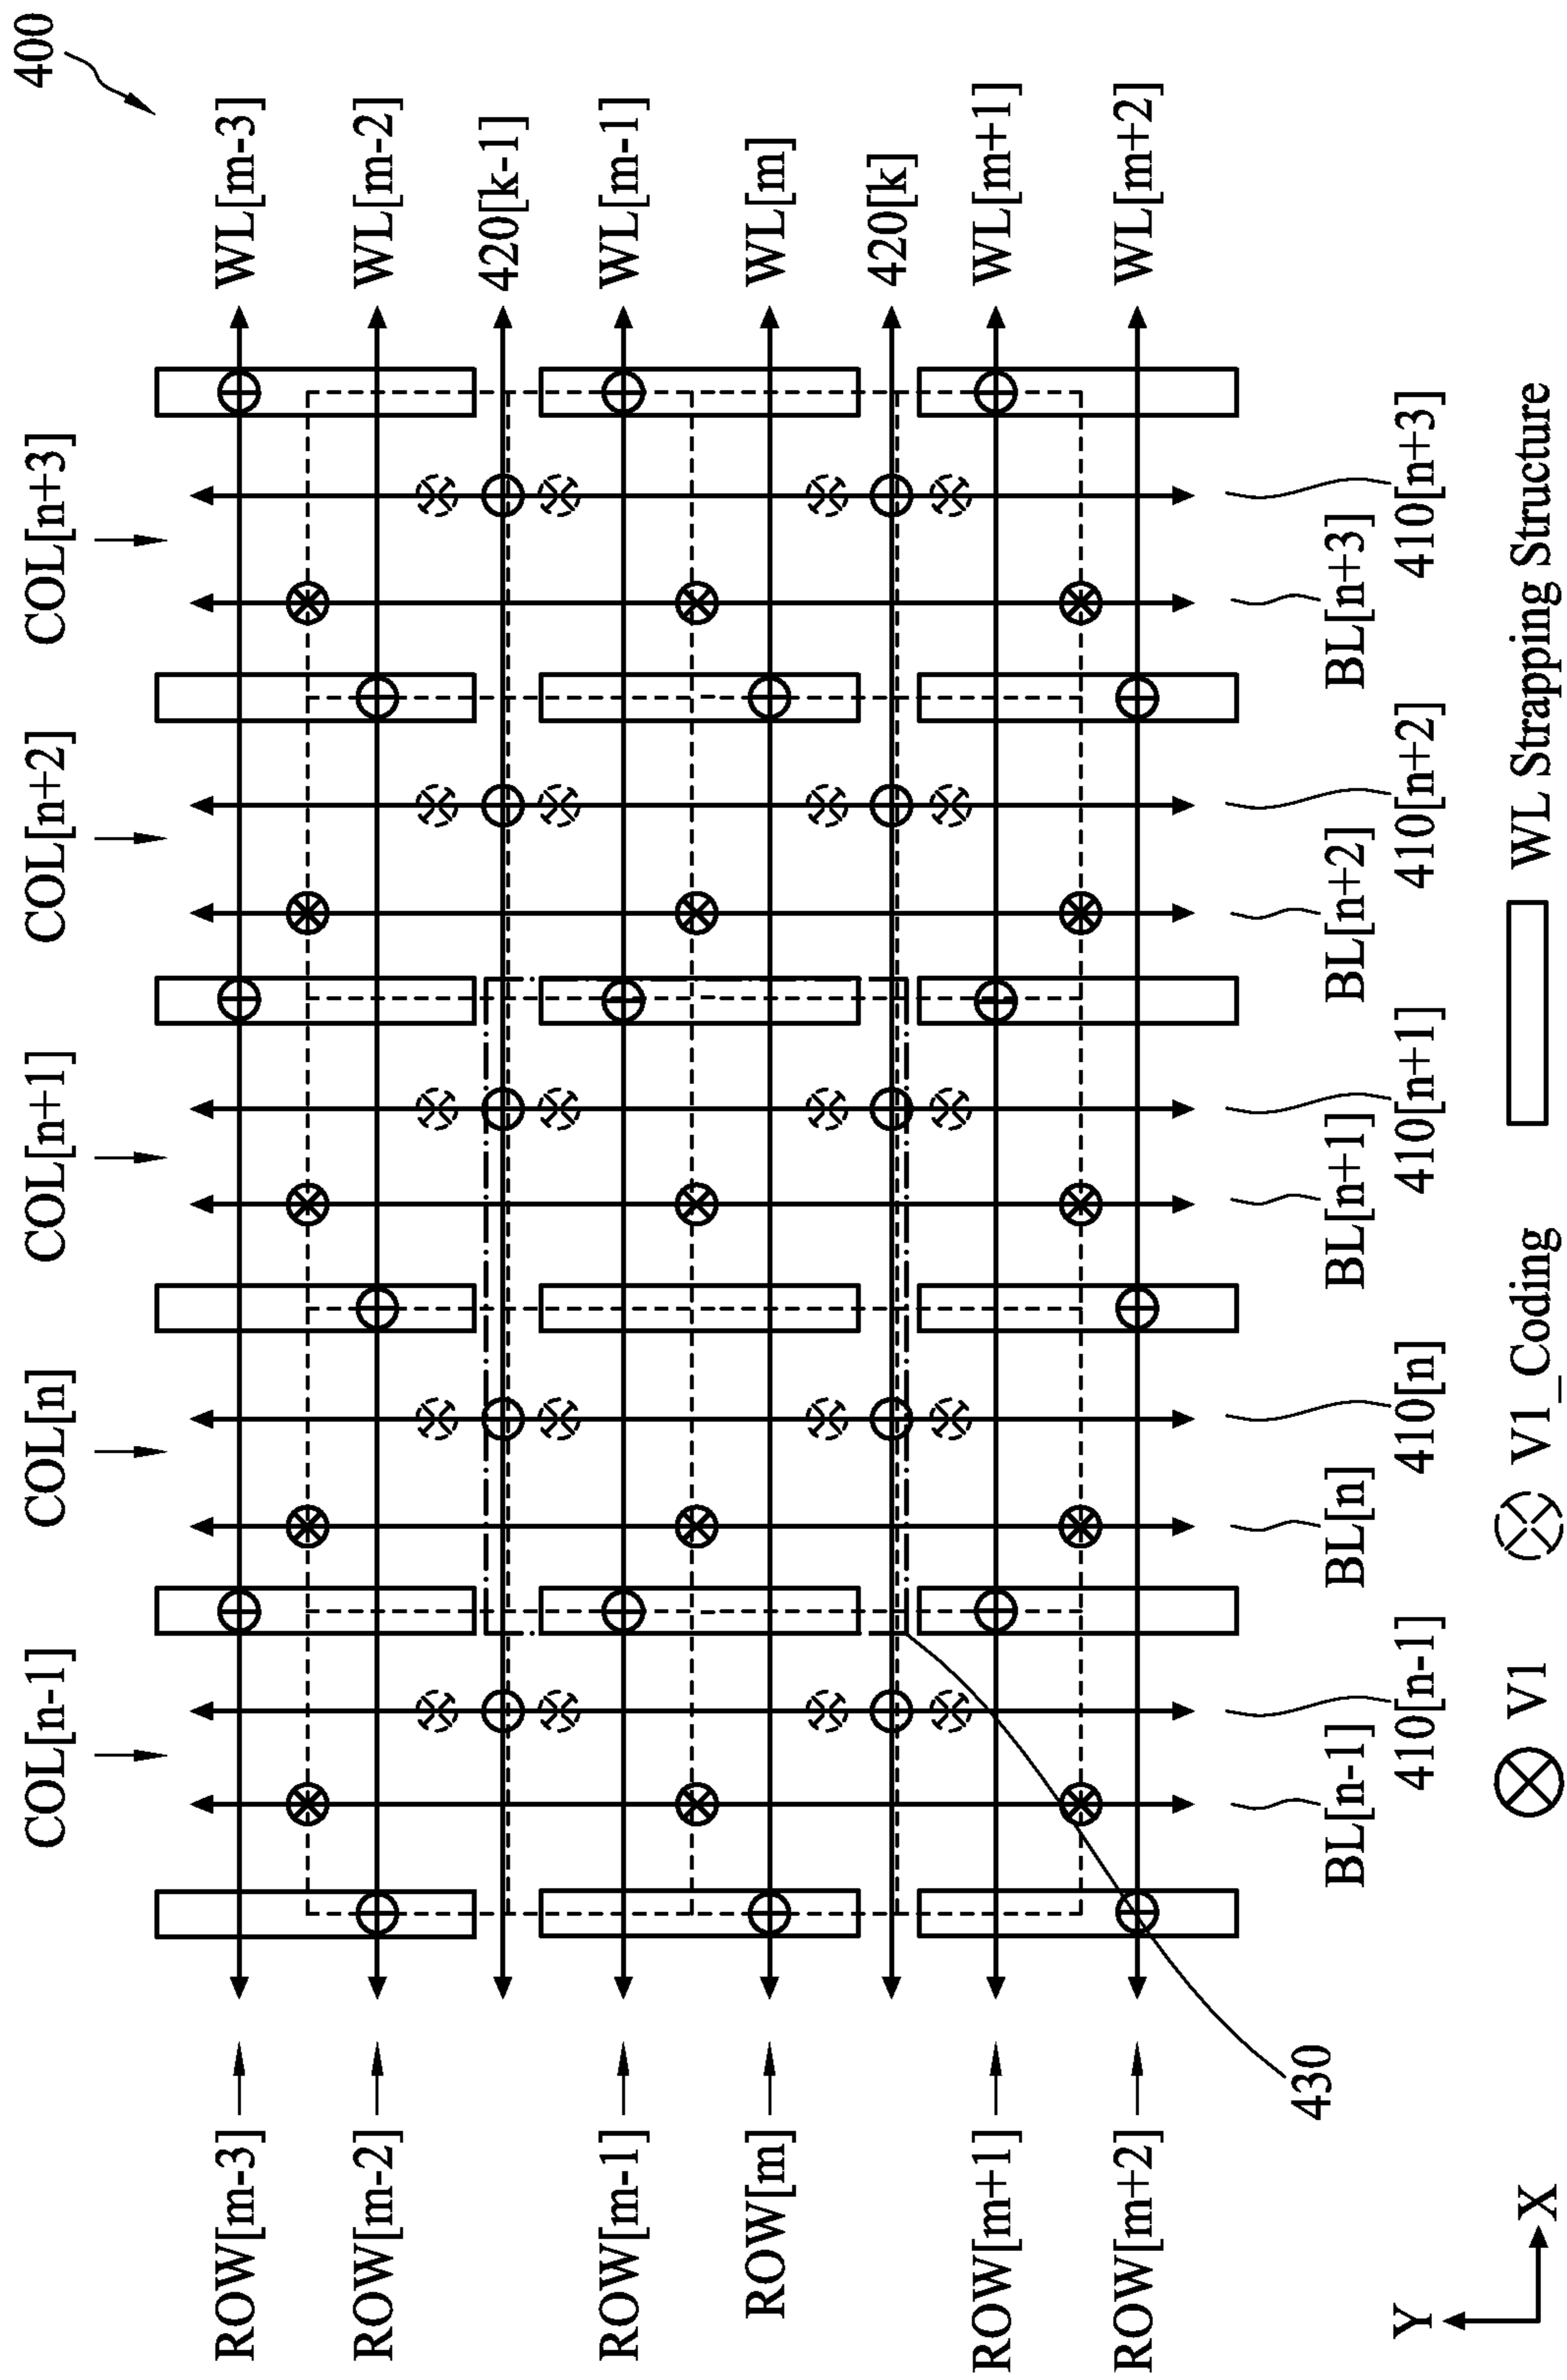 400
COL[n-1]
COL[n]
COL[n+1]
COL[n+2]
COL[n+3]
ROW[m-3]
WL[m-3]
ROW[m-2]
WL[m-2]
420[k-1]
ROW[m-1]
WL[m-1]
ROW[m]
WL[m]
420[k]
ROW[m+1]
WL[m+1]
ROW[m+2]
WL[m+2]
430
BL[n-1]
BL[n]
BL[n+1]
BL[n+2]
BL[n+3]
410[n-1]
410[n]
410[n+1]
410[n+2]
410[n+3]
Y
X
V1
V1_Coding
WL Strapping Structure